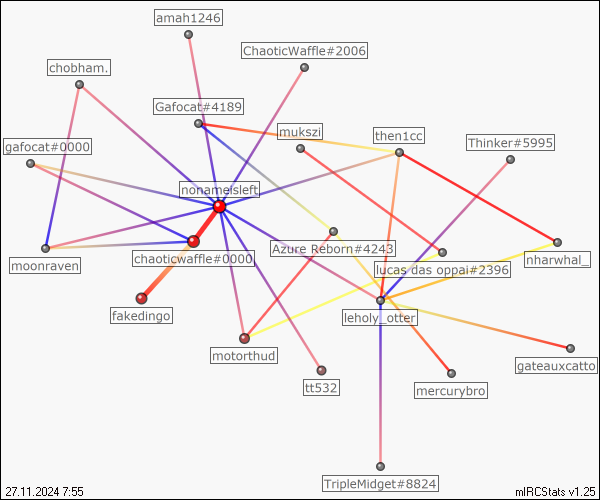 amah1246
ChaoticWaffle#2006
chobham.
Gafocat#4189
mukszi
then1cc
Thinker#5995
gafocat#0000
nonameisleft
Azure Reborn#4243
chaoticwaffle#0000
moonraven
lucas das oppai#2396
nharwhal_
fakedingo
leholy_otter
motorthud
gateauxcatto
tt532
mercurybro
TripleMidget#8824
27.11.2024 7:55
mIRCStats v1.25